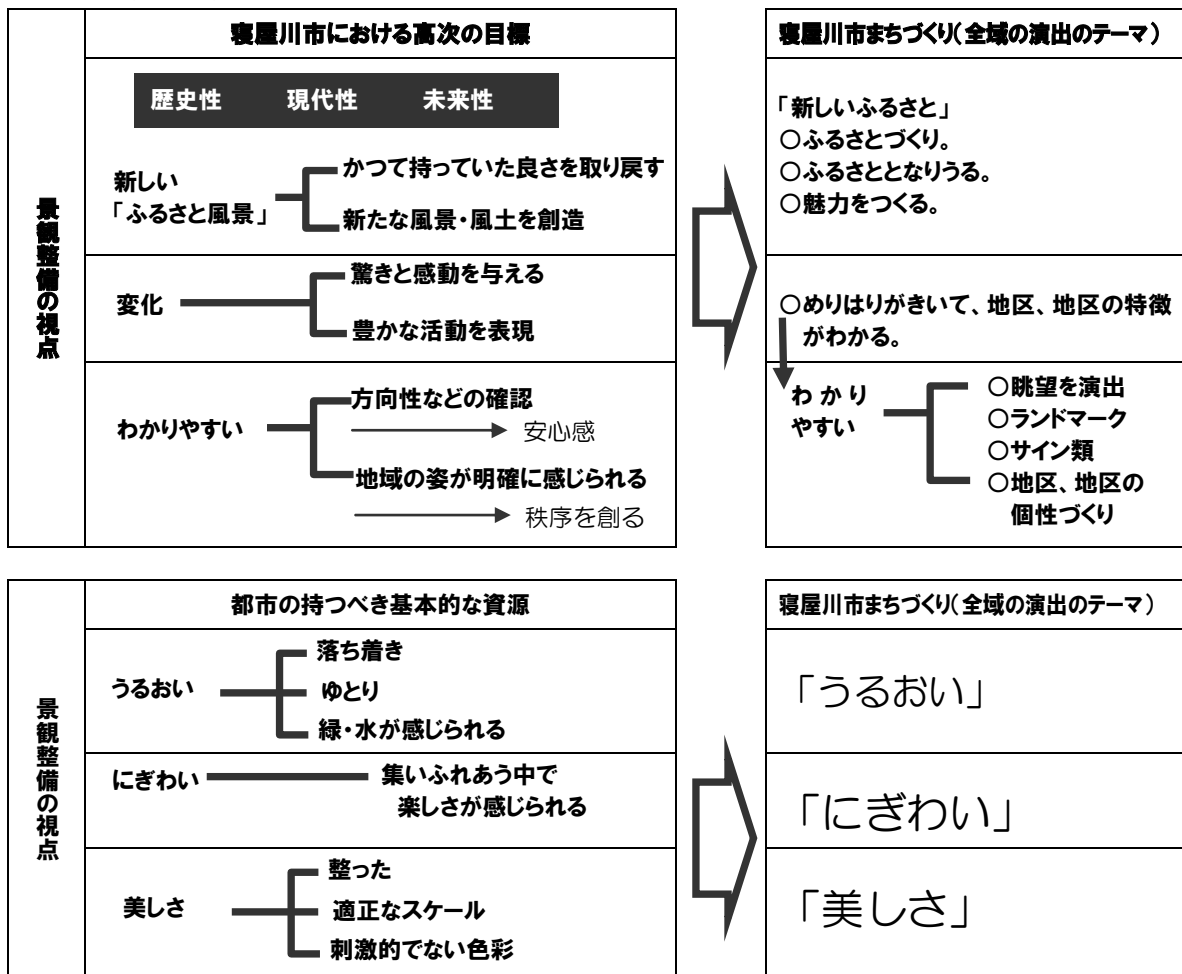 景観整備の視点
寝屋川市における高次の目標
歴史性 現代性 未来性
新しい
「ふるさと風景」
かつて持っていた良さを取り戻す
新たな風景・風土を創造
変化
驚きと感動を与える
豊かな活動を表現
わかりやすい
方向性などの確認
安心感
地域の姿が明確に感じられる
秩序を創る
寝屋川市まちづくり(全域の演出のテーマ)
「新しいふるさと」
○ふるさとづくり。
○ふるさととなりうる。
○魅力をつくる。
○めりはりがきいて、地区、地区の特徴
がわかる。
わかり
やすい
○眺望を演出
○ランドマーク
○サイン類
○地区、地区の
個性づくり
景観整備の視点
都市の持つべき基本的な資源
うるおい
落ち着き
ゆとり
緑・水が感じられる
にぎわい
集いふれあう中で
楽しさが感じられる
美しさ
整った
適正なスケール
刺激的でない色彩
寝屋川市まちづくり(全域の演出のテーマ)
「うるおい」
「にぎわい」
「美しさ」